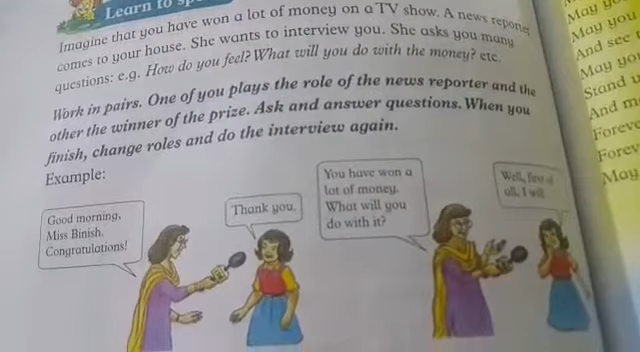 Learn to sp
Imagine that you have won a lot of money on a TV show. A news reporter
comes to your house. She wants to interview you. She asks you many
questions: e.g. How do you feel? What will you do with the money? etc.
Work in pairs. One of you plays the role of the news reporter and the
other the winner of the prize. Ask and answer questions. When you
finish, change roles and do the interview again.
Example:
Good morning,
Miss Binish.
Congratulations!
Thank you.
You have won a
lot of money.
What will you
do with it?
Well, first of
all, I will
May yo
May you
And see
May you
Stand
And m
Foreve
Forev
May